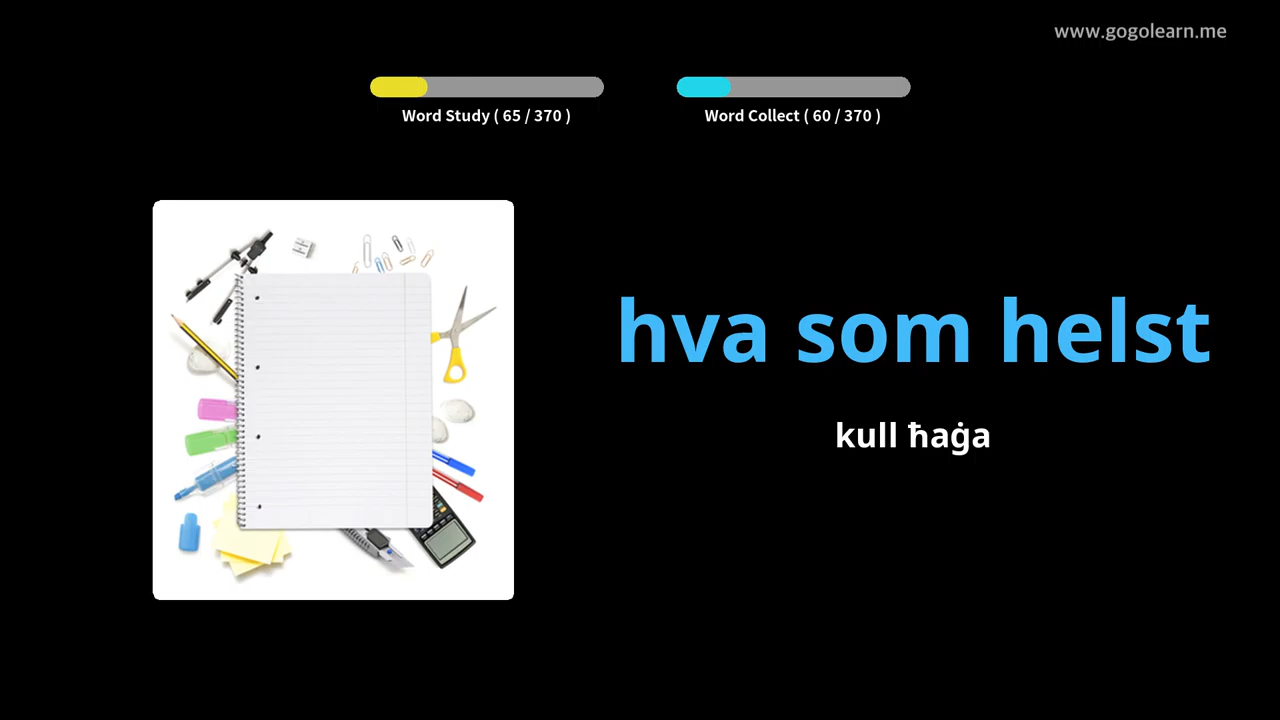 www.gogolearn.me
Word Study ( 65 / 370 )
Word Collect ( 60 / 370 )
hva som helst
kull ħaġa